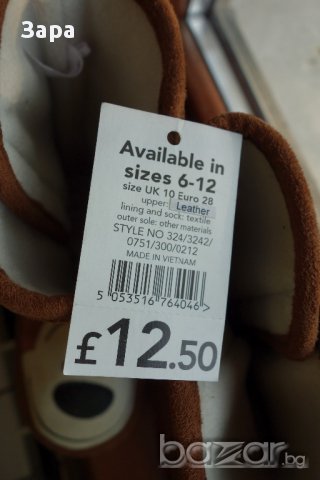 Зара
Available in
sizes 6-12
size UK 10 Euro 28
upper: Leather
lining and sock: textile
outer sole: other materials
STYLE NO 324/3242/
0751/300/0212
MADE IN VIETNAM
5 053516 764046>
£12.50
bazar.bg